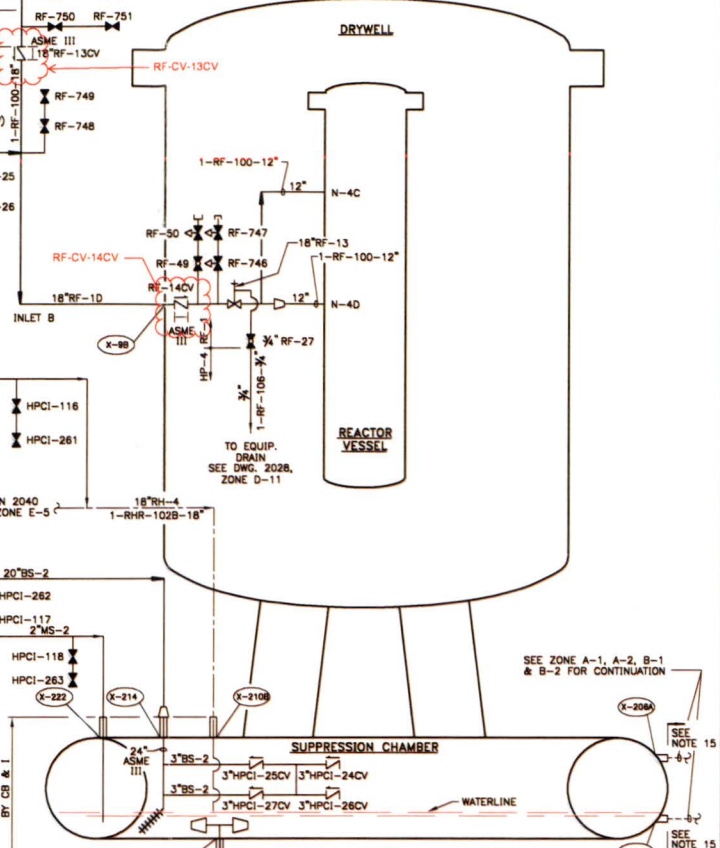 RF-750
RF-751
DRYWELL
ASME III
18"RF-13CV
RF-CV-13CV
1-RF-100-18"
RF-749
RF-748
-25
-26
1-RF-100-12"
12"
N-4C
RF-50
RF-747
18"RF-13
RF-49
RF-746
1-RF-100-12"
RF-CV-14CV
RF-14CV
18"RF-1D
12"
N-4D
INLET B
ASME
III
X-9B
HP-4
RF-1
3/4" RF-27
3/4"
1-RF-106-3/4"
HPCI-116
HPCI-261
REACTOR
VESSEL
TO EQUIP.
DRAIN
SEE DWG. 2028,
ZONE D-11
N 2040
ZONE E-5
18"RH-4
1-RHR-102B-18"
20"BS-2
HPCI-262
HPCI-117
2"MS-2
HPCI-118
HPCI-263
SEE ZONE A-1, A-2, B-1
& B-2 FOR CONTINUATION
X-222
X-214
X-210B
X-206A
BY CB & I
24"
ASME
III
SUPPRESSION CHAMBER
SEE
NOTE 15
3"BS-2
3"HPCI-25CV
3"HPCI-24CV
3"BS-2
3"HPCI-27CV
3"HPCI-26CV
WATERLINE
SEE
NOTE 15